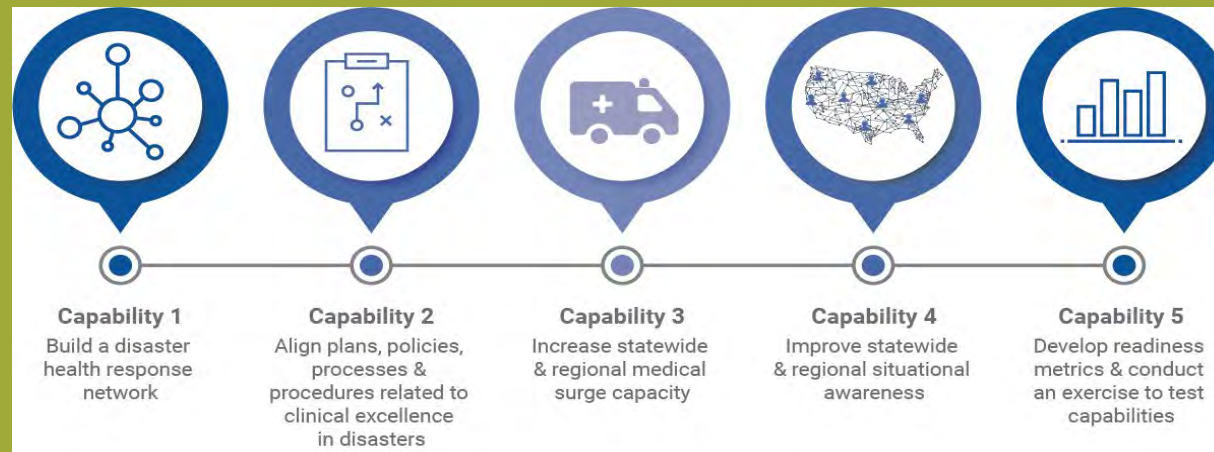 Capability 1
Build a disaster
health response
network
Capability 2
Align plans, policies,
processes &
procedures related to
clinical excellence
in disasters
Capability 3
Increase statewide
& regional medical
surge capacity
Capability 4
Improve statewide
& regional situational
awareness
Capability 5
Develop readiness
metrics & conduct
an exercise to test
capabilities